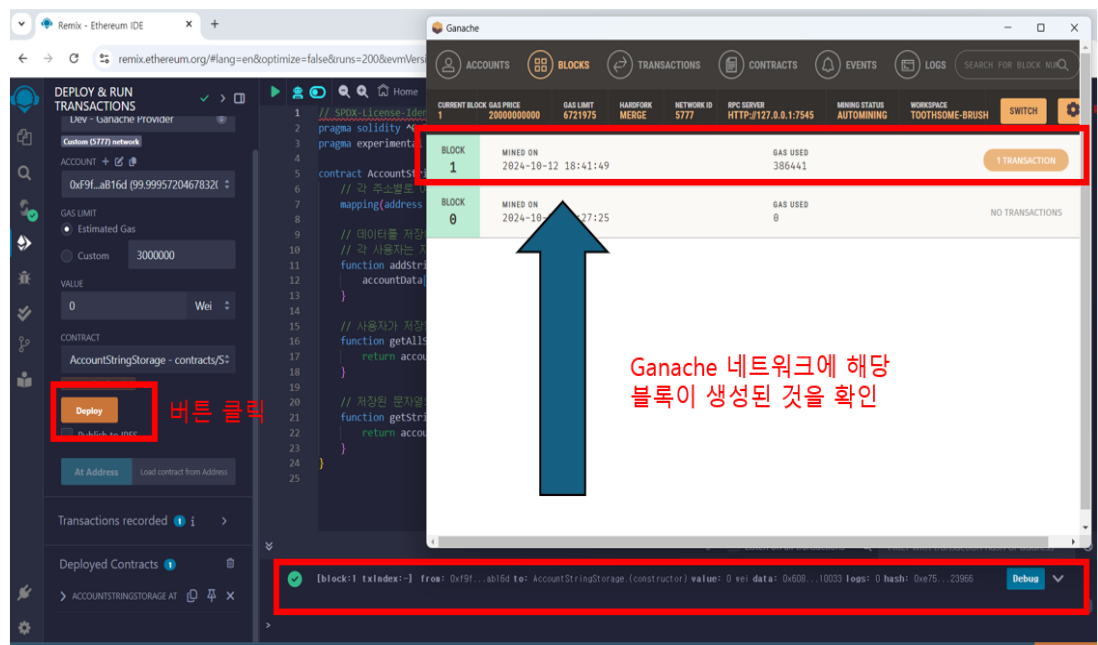 Remix - Ethereum IDE
remix.ethereum.org/#lang=en&optimize=false&runs=200&evmVersi
DEPLOY & RUN
TRANSACTIONS
Dev - Ganache Provider
Custom (5777) network
ACCOUNT
0xF9f...aB16d (99.9995720467832(
GAS LIMIT
Estimated Gas
Custom 3000000
VALUE
0 Wei
CONTRACT
AccountStringStorage - contracts/S
Deploy
버튼 클릭
Publish to IPFS
At Address Load contract from Address
Transactions recorded 1 i
Deployed Contracts 1
ACCOUNTSTRINGSTORAGE AT
Home
1 // SPDX-License-Iden
2 pragma solidity ^
3 pragma experimenta
4
5 contract AccountStri
6 // 각 주소별로
7 mapping(address
8
9 // 데이터를 저장
10 // 각 사용자는
11 function addStri
12 accountData[
13 }
14
15 // 사용자가 저장
16 function getAllS
17 return accou
18 }
19
20 // 저장된 문자열
21 function getStri
22 return accou
23 }
24 }
25
Ganache
ACCOUNTS BLOCKS TRANSACTIONS CONTRACTS EVENTS LOGS SEARCH FOR BLOCK NU
CURRENT BLOCK GAS PRICE GAS LIMIT HARDFORK NETWORK ID RPC SERVER MINING STATUS WORKSPACE
1 20000000000 6721975 MERGE 5777 HTTP://127.0.0.1:7545 AUTOMINING TOOTHSOME-BRUSH SWITCH
BLOCK MINED ON GAS USED
1 2024-10-12 18:41:49 386441 1 TRANSACTION
BLOCK MINED ON GAS USED
0 2024-10- :27:25 0 NO TRANSACTIONS
Ganache 네트워크에 해당
블록이 생성된 것을 확인
[block:1 txIndex:-] from: 0xf9f...ab16d to: AccountStringStorage.(constructor) value: 0 wei data: 0x608...10033 logs: 0 hash: 0xe75...23966 Debug
>